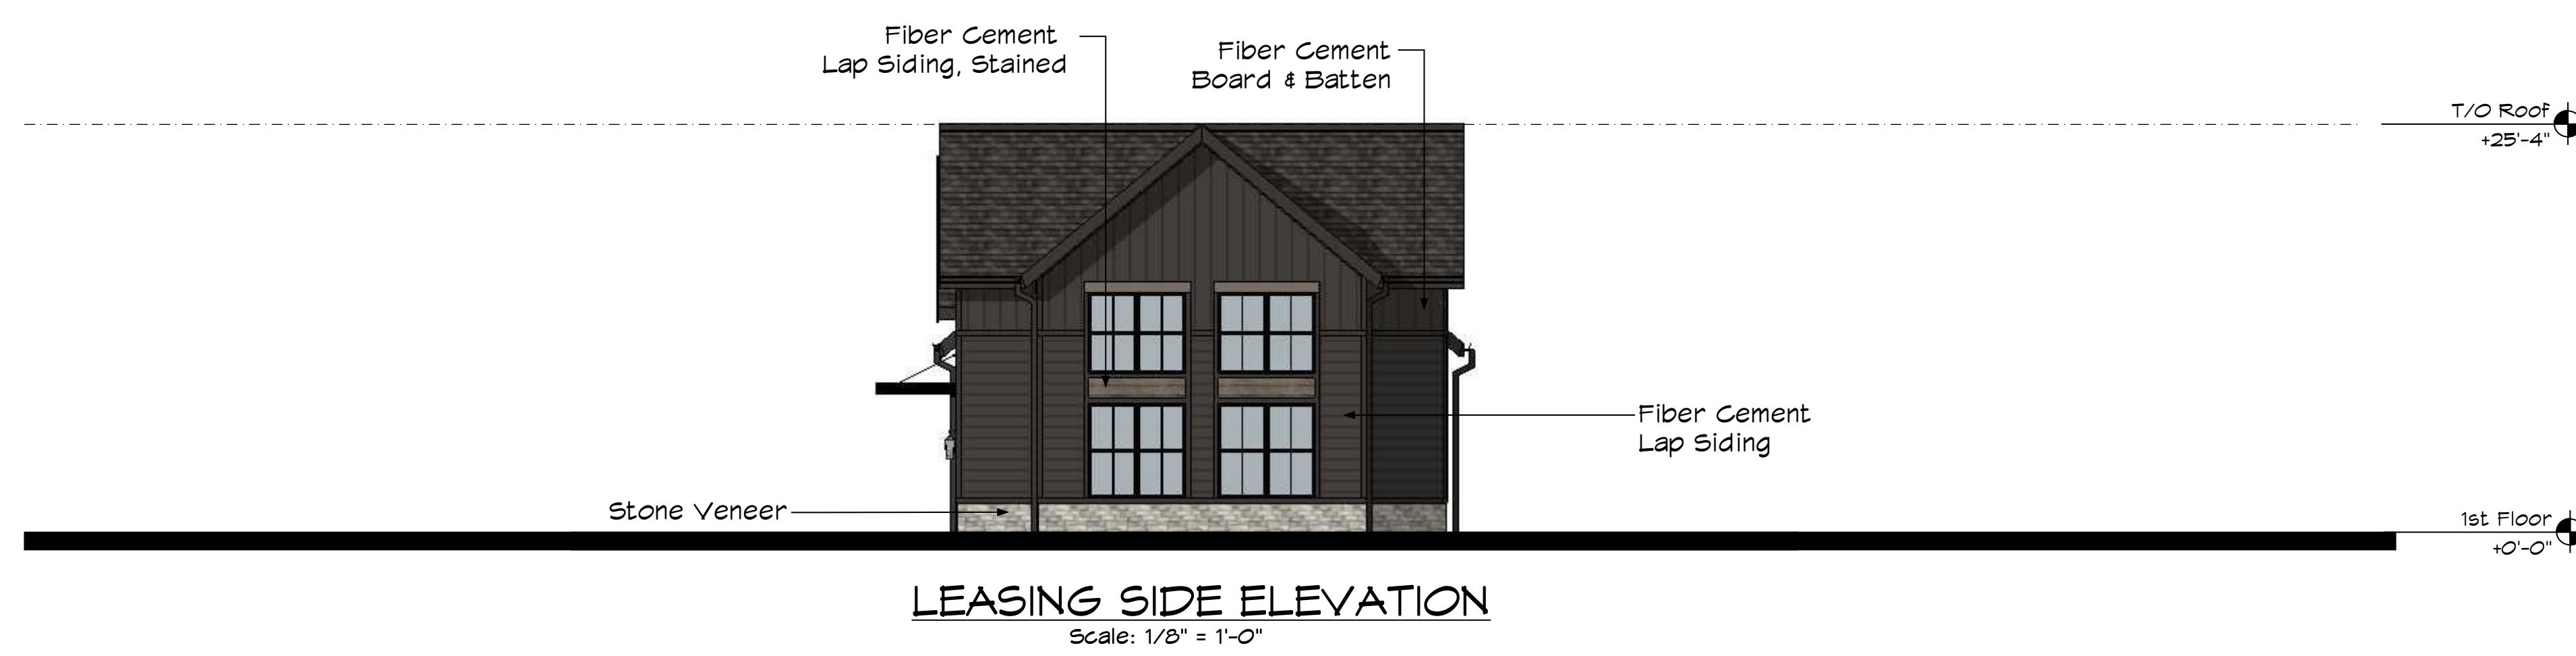 Fiber Cement
Lap Siding, Stained
Fiber Cement
Board & Batten
T/O Roof
+25'-4"
Fiber Cement
Lap Siding
Stone Veneer
1st Floor
+0'-0"
LEASING SIDE ELEVATION
Scale: 1/8" = 1'-0"